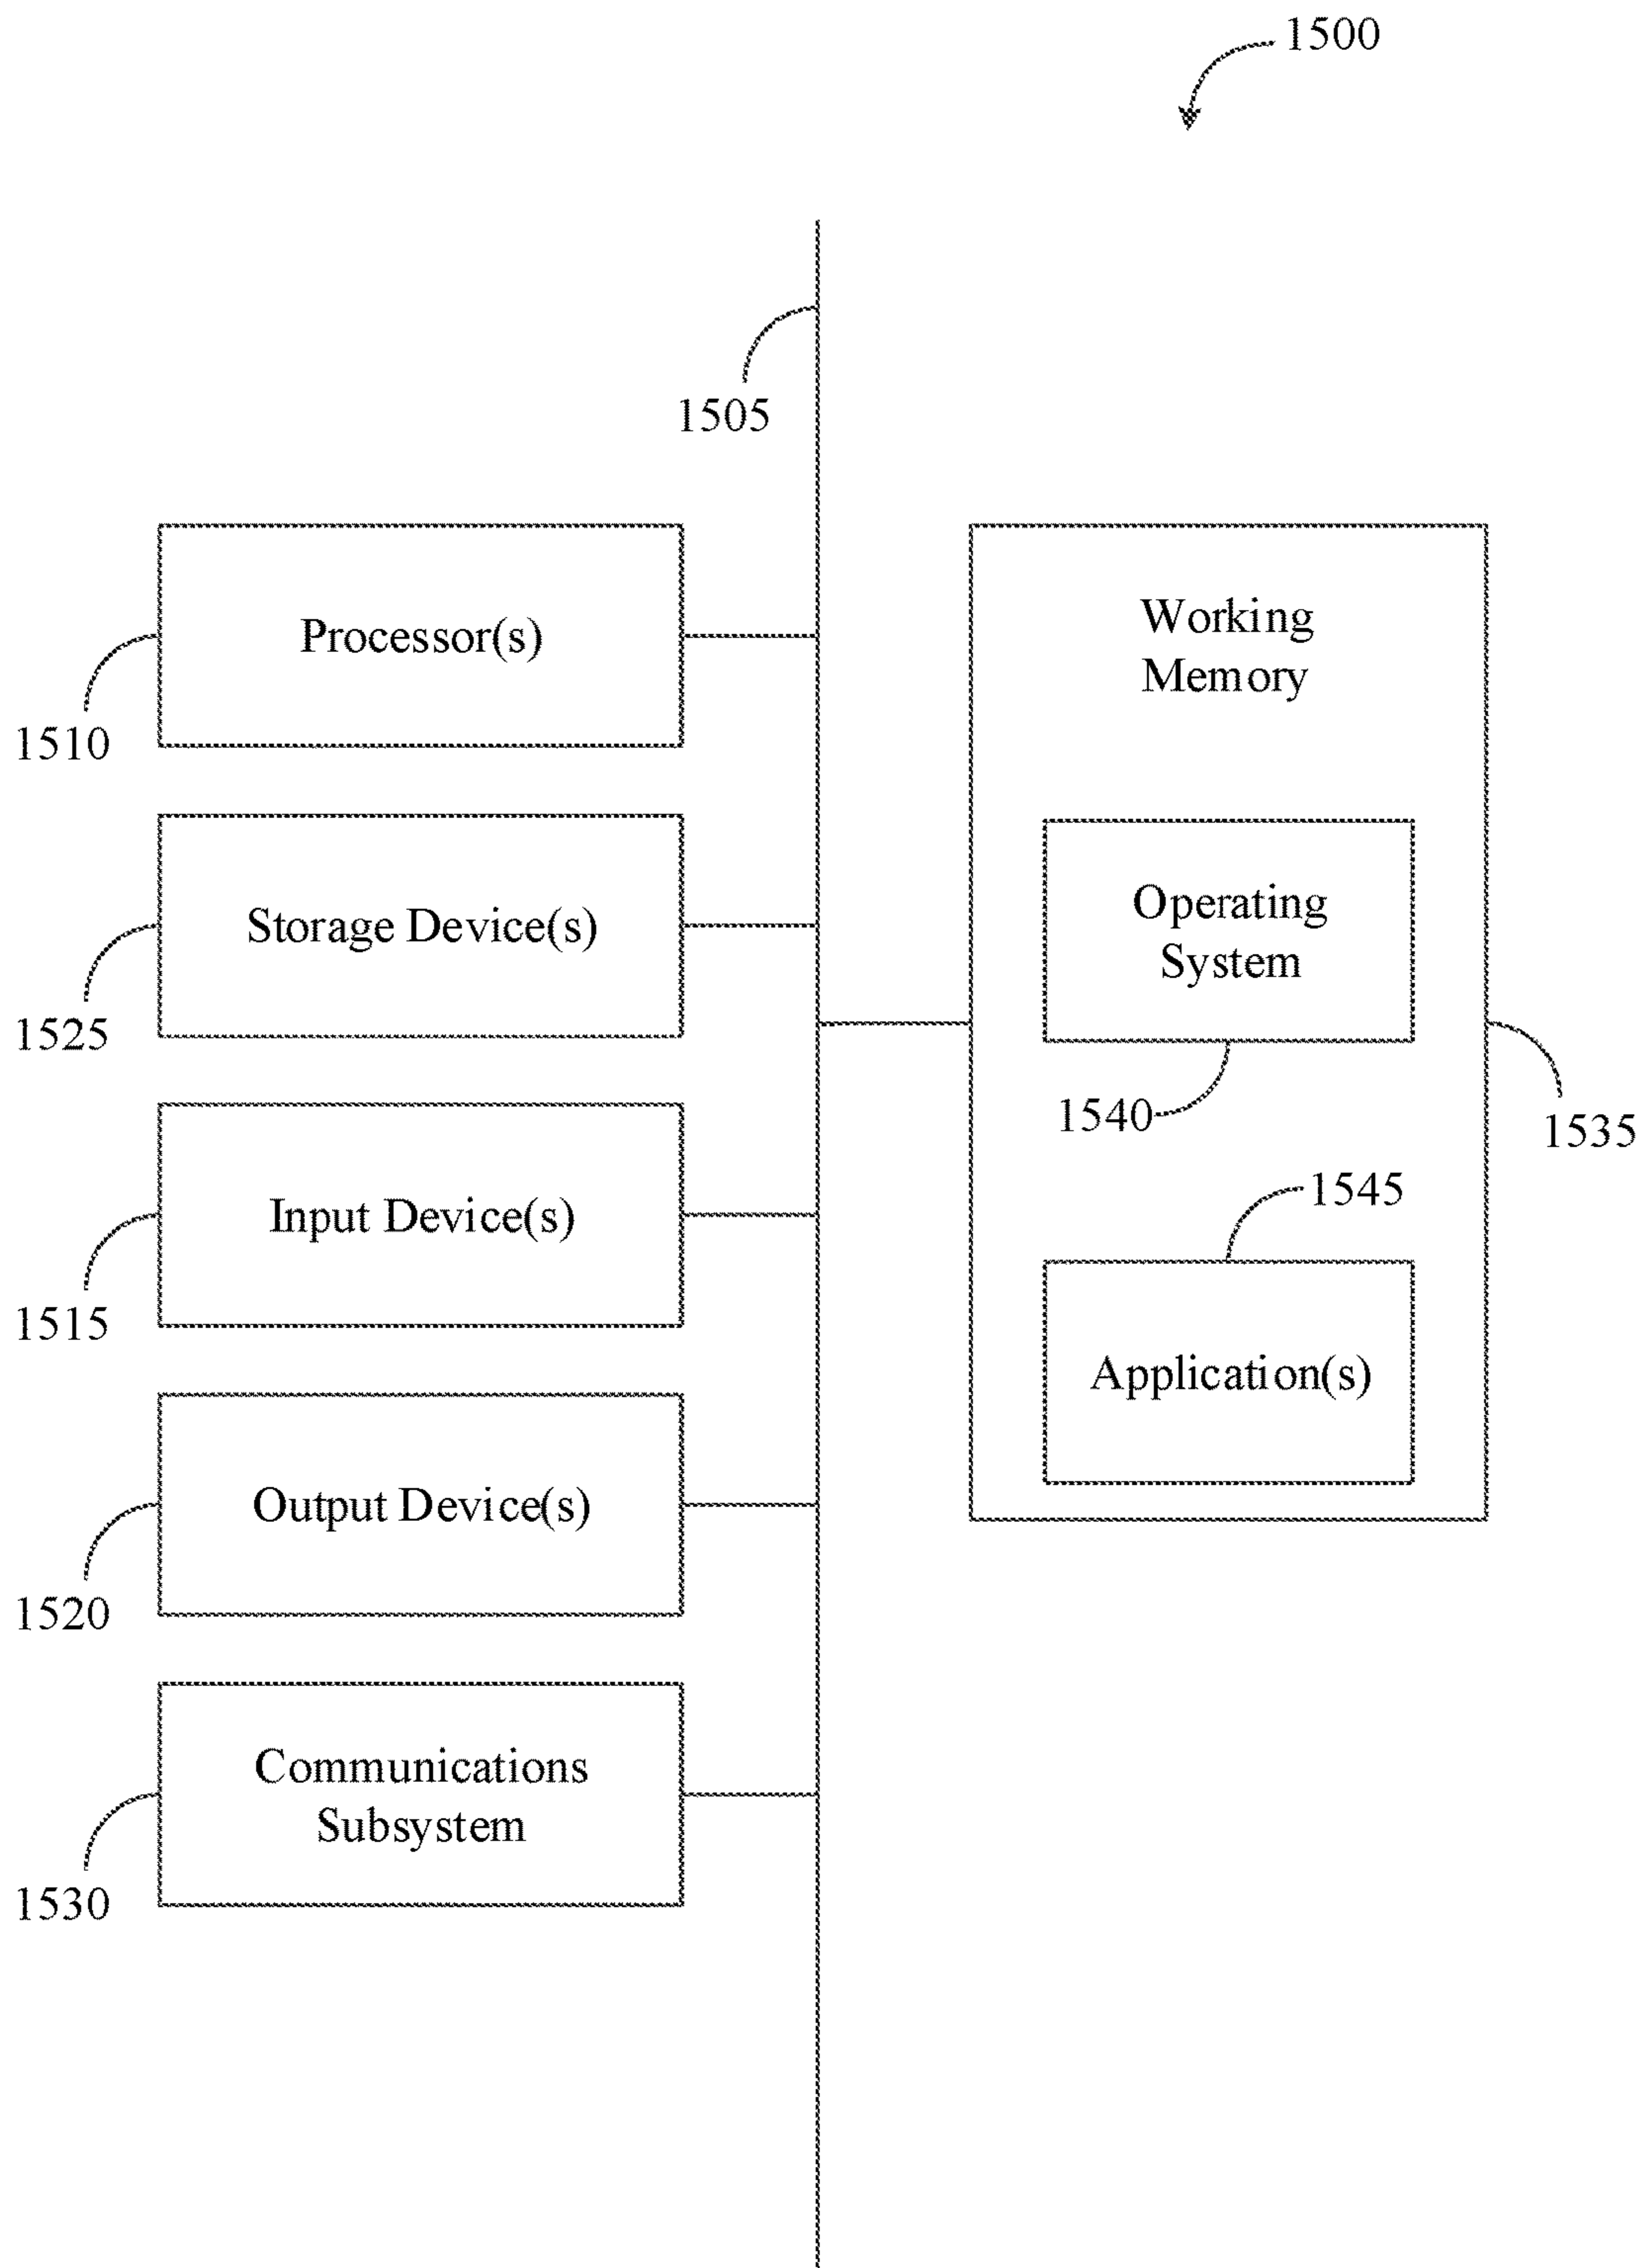 1500
1505
Processor(s)
1510
Storage Device(s)
1525
Input Device(s)
1515
Output Device(s)
1520
Communications
Subsystem
1530
Working
Memory
Operating
System
1540
1535
1545
Application(s)